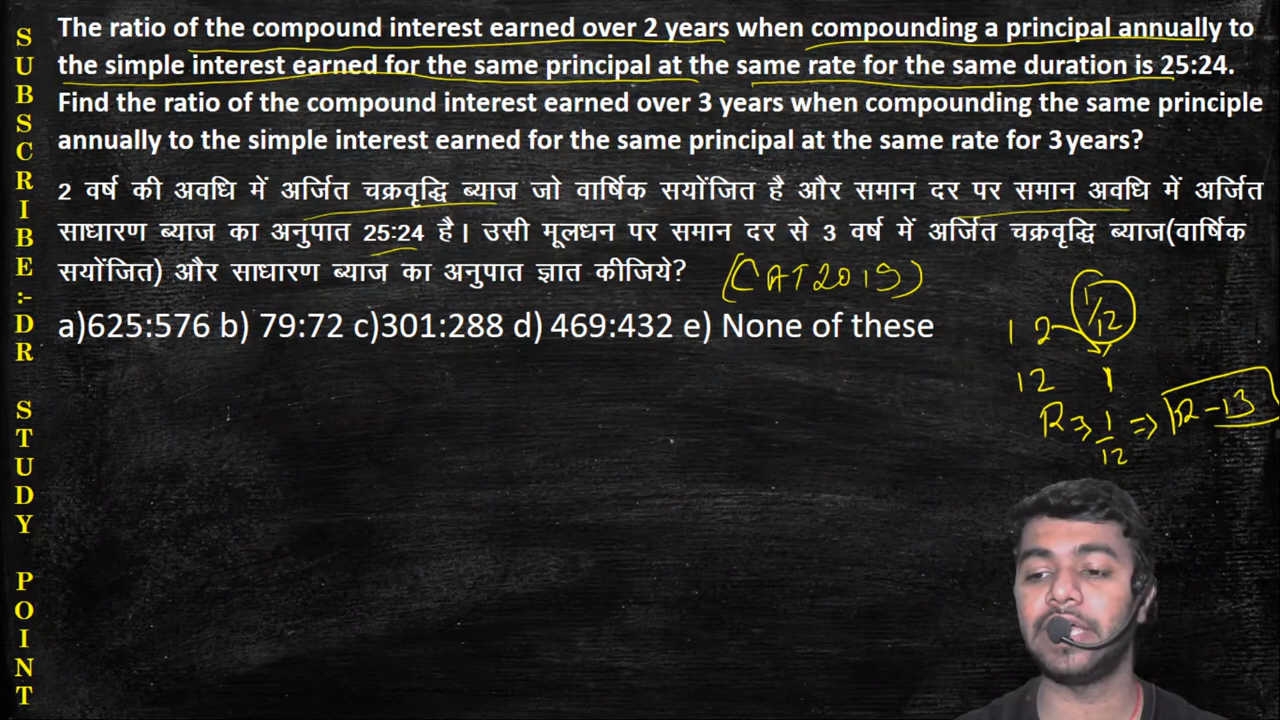 SUBSCRIBE:-DR STUDY POINT
The ratio of the compound interest earned over 2 years when compounding a principal annually to
the simple interest earned for the same principal at the same rate for the same duration is 25:24.
Find the ratio of the compound interest earned over 3 years when compounding the same principle
annually to the simple interest earned for the same principal at the same rate for 3 years?
2 वर्ष की अवधि में अर्जित चक्रवृद्धि ब्याज जो वार्षिक सयोंजित है और समान दर पर समान अवधि में अर्जित
साधारण ब्याज का अनुपात 25:24 है। उसी मूलधन पर समान दर से 3 वर्ष में अर्जित चक्रवृद्धि ब्याज(वार्षिक
सयोंजित) और साधारण ब्याज का अनुपात ज्ञात कीजिये?
(CAT2019)
a)625:576 b) 79:72 c)301:288 d) 469:432 e) None of these
12 1/12
12 1
R⇒ 1/12 ⇒